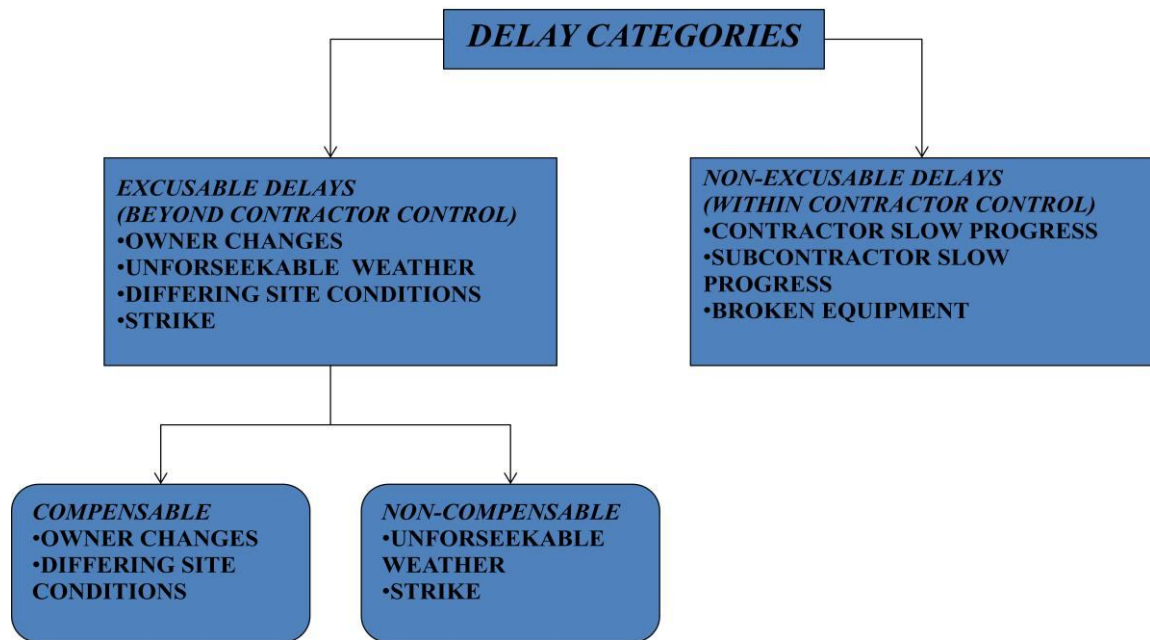 DELAY CATEGORIES
EXCUSABLE DELAYS
(BEYOND CONTRACTOR CONTROL)
•OWNER CHANGES
•UNFORSEEKABLE WEATHER
•DIFFERING SITE CONDITIONS
•STRIKE
NON-EXCUSABLE DELAYS
(WITHIN CONTRACTOR CONTROL)
•CONTRACTOR SLOW PROGRESS
•SUBCONTRACTOR SLOW
PROGRESS
•BROKEN EQUIPMENT
COMPENSABLE
•OWNER CHANGES
•DIFFERING SITE
CONDITIONS
NON-COMPENSABLE
•UNFORSEEKABLE
WEATHER
•STRIKE